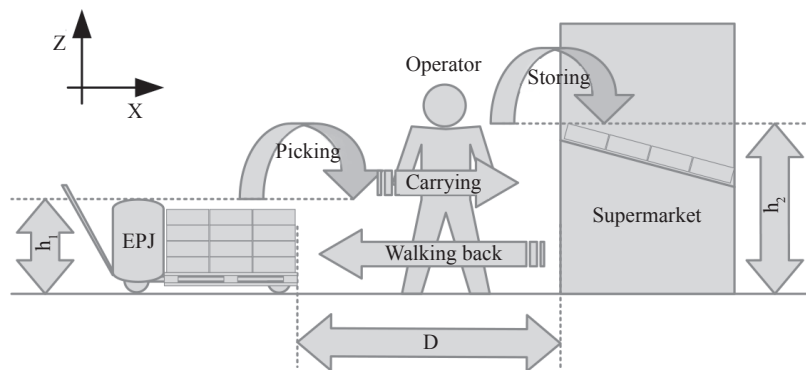 Z
X
Operator
Storing
Picking
Carrying
Supermarket
EPJ
h1
h2
Walking back
D